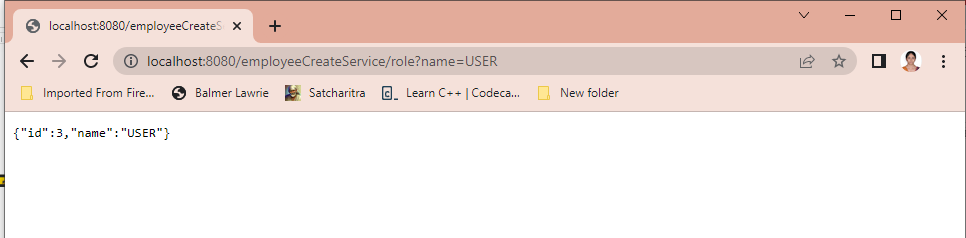 localhost:8080/employeeCreateS
localhost:8080/employeeCreateService/role?name=USER
Imported From Fire... Balmer Lawrie Satcharitra Learn C++ | Codeca... New folder
{"id":3,"name":"USER"}